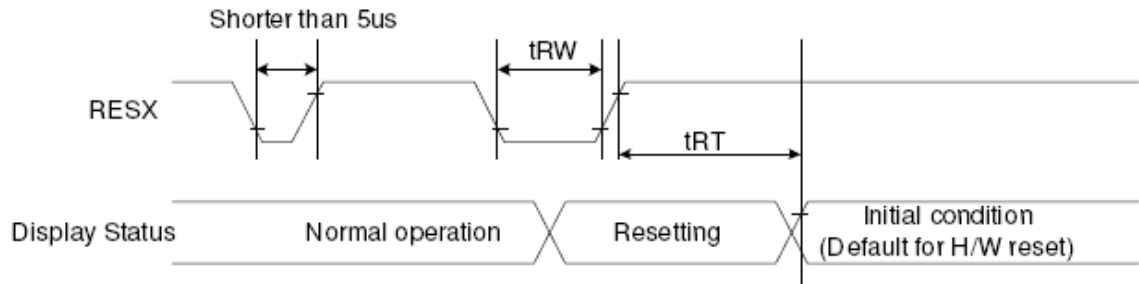 Shorter than 5us
tRW
RESX
tRT
Display Status
Normal operation
Resetting
Initial condition
(Default for H/W reset)